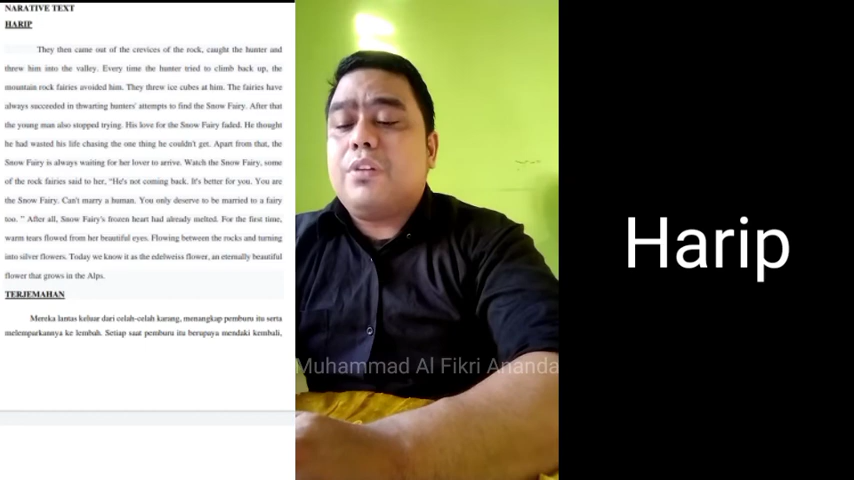 NARATIVE TEXT
HARIP
They then came out of the crevices of the rock, caught the hunter and
threw him into the valley. Every time the hunter tried to climb back up, the
mountain rock fairies avoided him. They threw ice cubes at him. The fairies have
always succeeded in thwarting hunters' attempts to find the Snow Fairy. After that
the young man also stopped trying. His love for the Snow Fairy faded. He thought
he had wasted his life chasing the one thing he couldn't get. Apart from that, the
Snow Fairy is always waiting for her lover to arrive. Watch the Snow Fairy, some
of the rock fairies said to her, "He's not coming back. It's better for you. You are
the Snow Fairy. Can't marry a human. You only deserve to be married to a fairy
too. " After all, Snow Fairy's frozen heart had already melted. For the first time,
warm tears flowed from her beautiful eyes. Flowing between the rocks and turning
into silver flowers. Today we know it as the edelweiss flower, an eternally beautiful
flower that grows in the Alps.
TERJEMAHAN
Mereka lantas keluar dari celah-celah karang, menangkap pemburu itu serta
melemparkannya ke lembah. Setiap saat pemburu itu berupaya mendaki kembali,
Muhammad Al Fikri Ananda
Harip